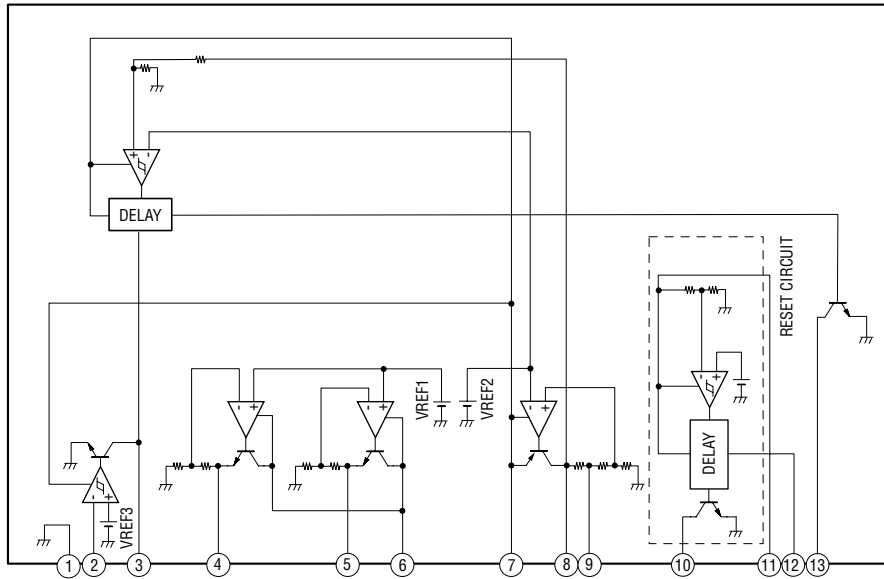 + -
DELAY
RESET CIRCUIT
VREF1
VREF2
- +
- +
- +
- +
DELAY
- +
VREF3
1 2 3 4 5 6 7 8 9 10 11 12 13